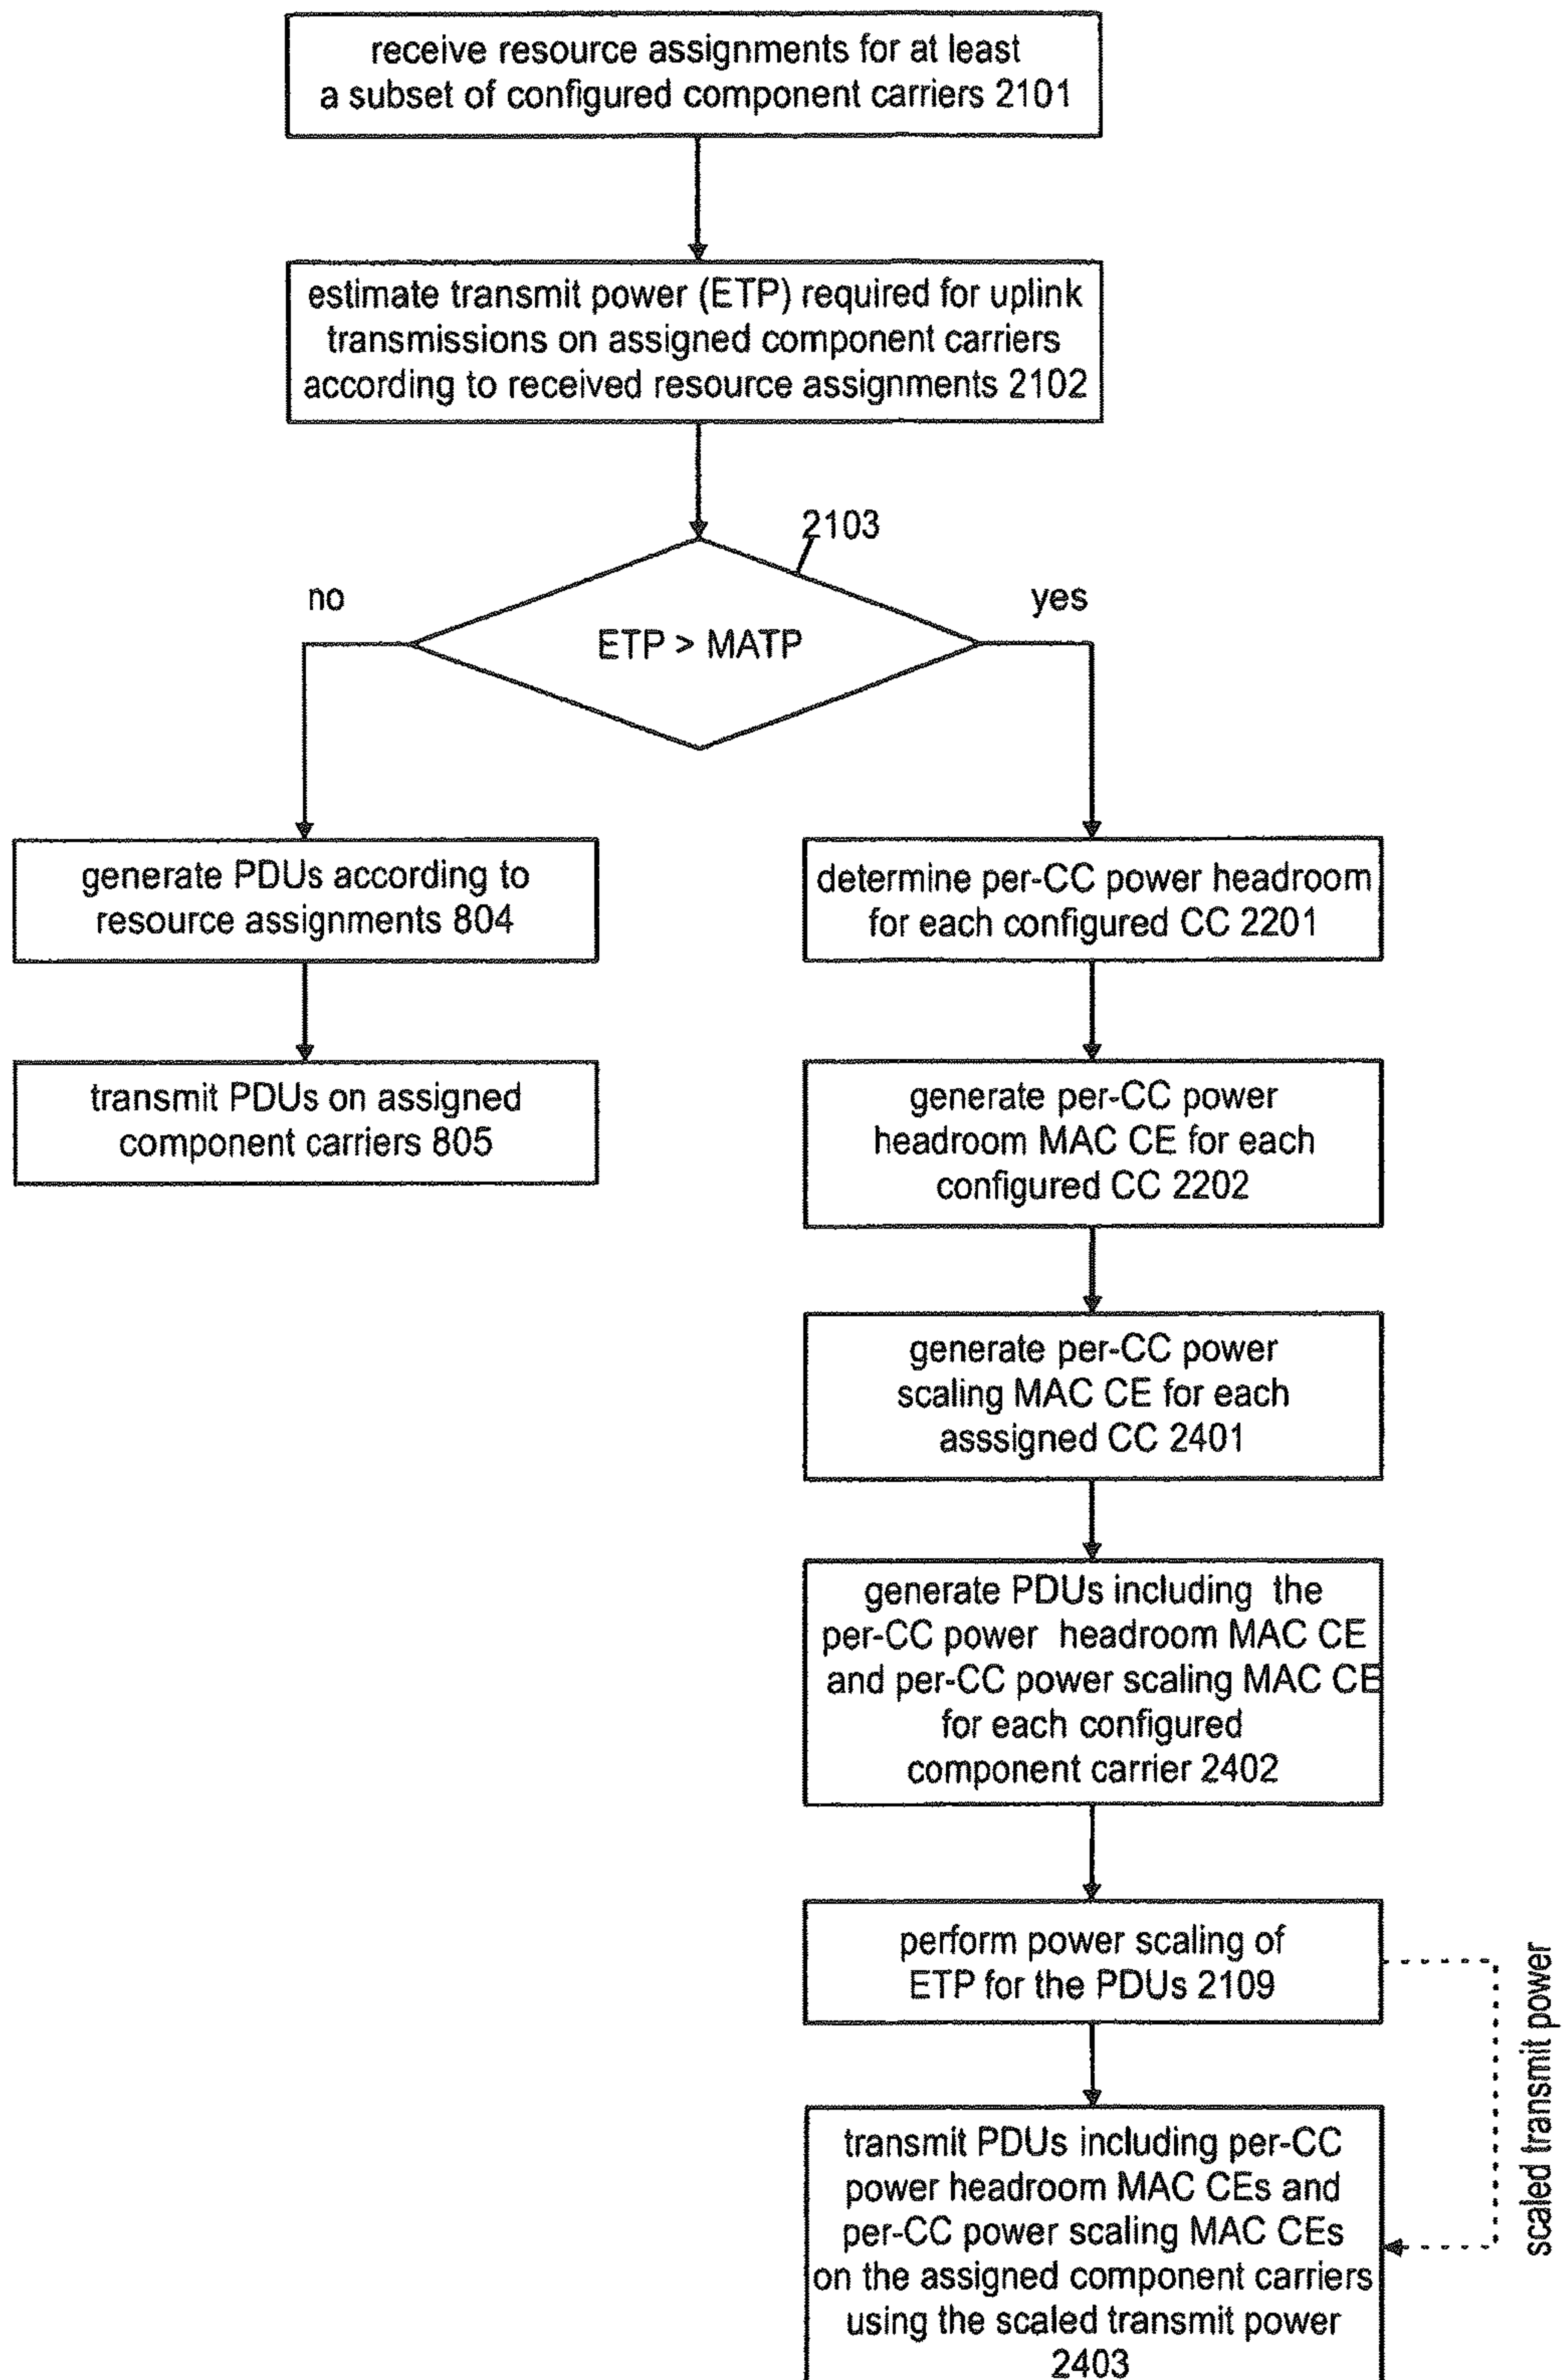 receive resource assignments for at least
a subset of configured component carriers 2101
estimate transmit power (ETP) required for uplink
transmissions on assigned component carriers
according to received resource assignments 2102
2103
no
yes
ETP > MATP
generate PDUs according to
resource assignments 804
transmit PDUs on assigned
component carriers 805
determine per-CC power headroom
for each configured CC 2201
generate per-CC power
headroom MAC CE for each
configured CC 2202
generate per-CC power
scaling MAC CE for each
asssigned CC 2401
generate PDUs including the
per-CC power headroom MAC CE
and per-CC power scaling MAC CE
for each configured
component carrier 2402
perform power scaling of
ETP for the PDUs 2109
scaled transmit power
transmit PDUs including per-CC
power headroom MAC CEs and
per-CC power scaling MAC CEs
on the assigned component carriers
using the scaled transmit power
2403